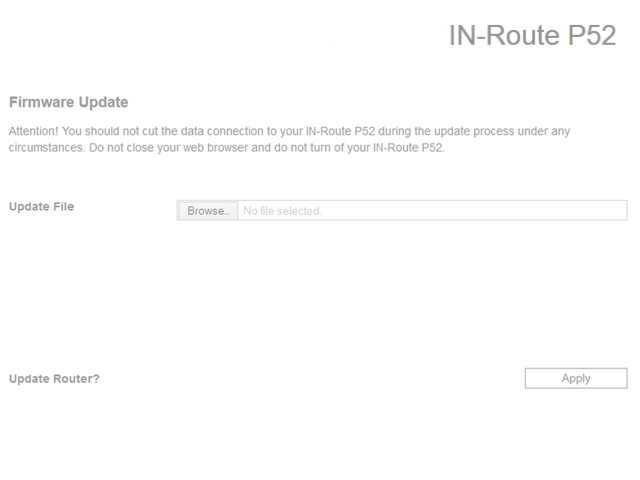 IN-Route P52
Firmware Update
Attention! You should not cut the data connection to your IN-Route P52 during the update process under any
circumstances. Do not close your web browser and do not turn of your IN-Route P52.
Update File
Browse..
No file selected.
Update Router?
Apply